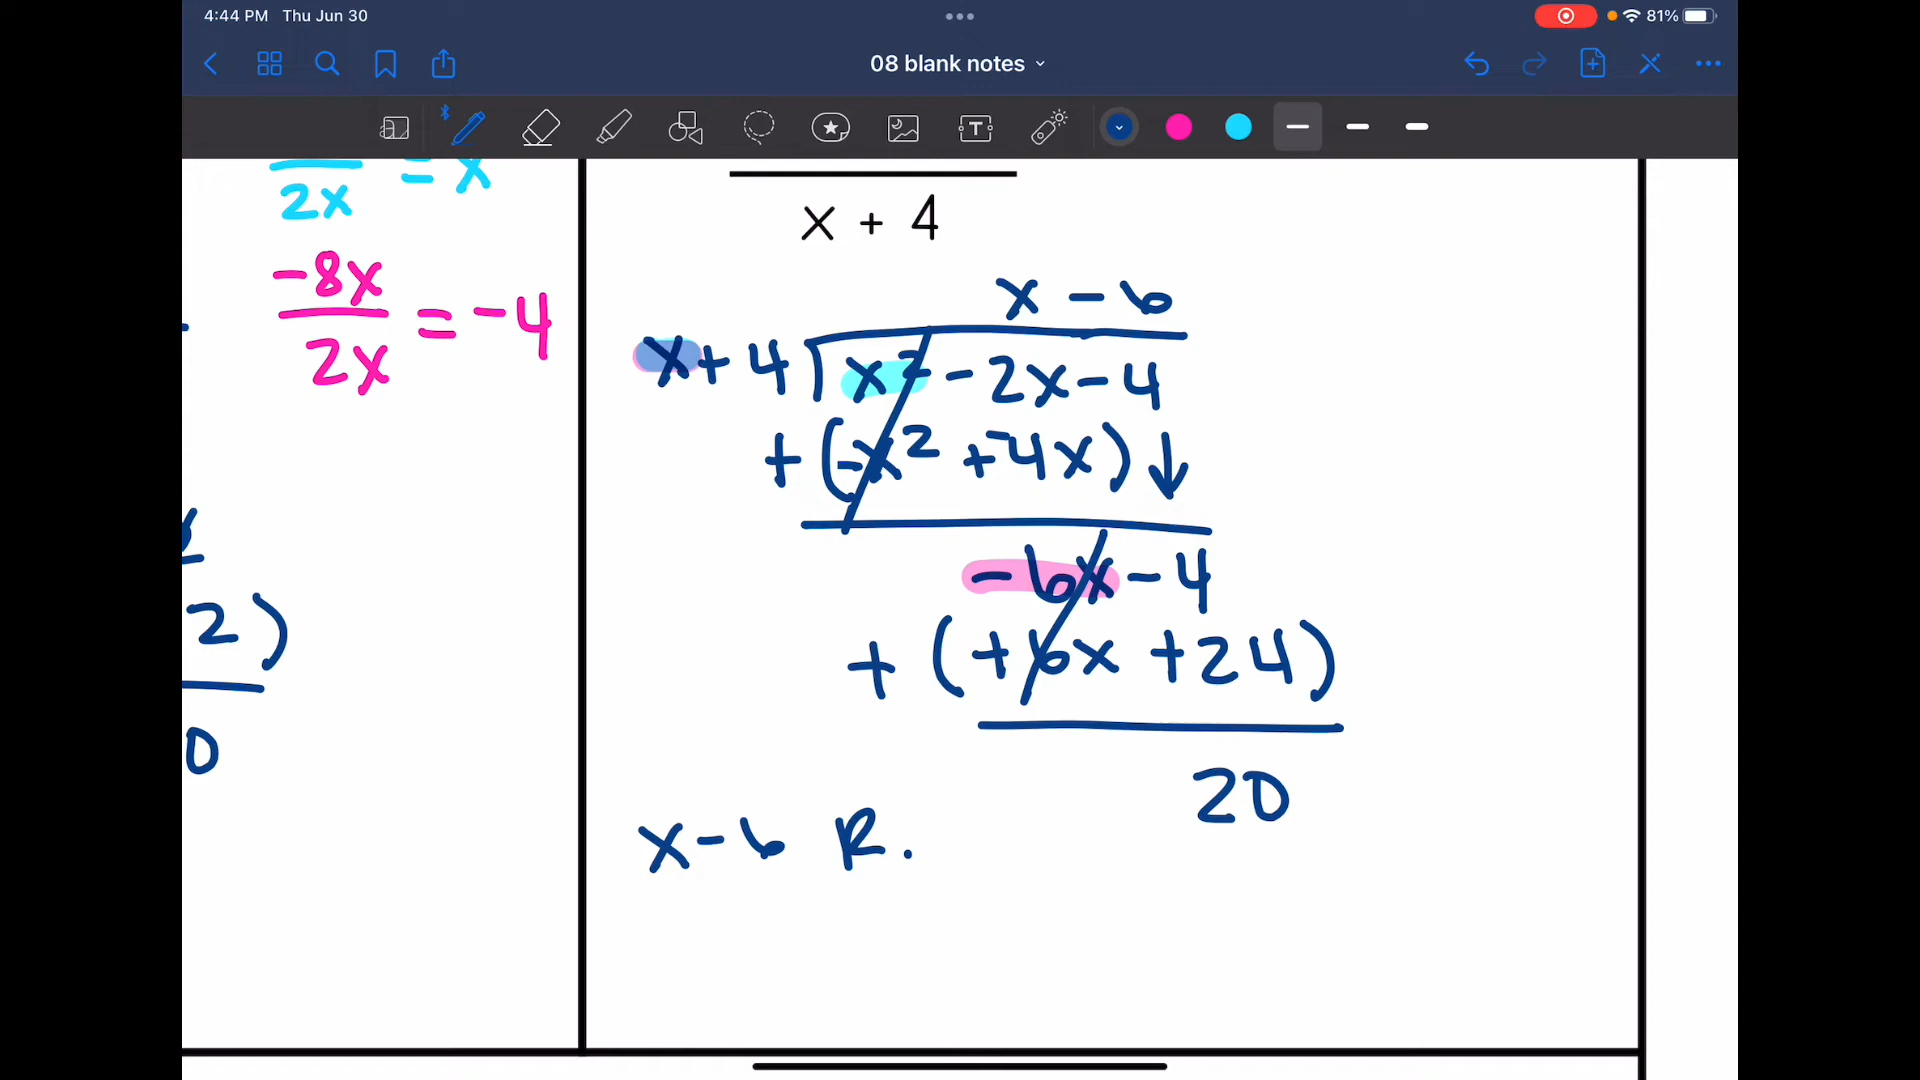 4:44 PM Thu Jun 30
81%
08 blank notes
T
2x = x
-8x
2x = -4
2 )
0
x + 4
x - 6
x + 4 ) x² - 2x - 4
+ ( -x² + -4x ) ↓
-6x - 4
+ ( +6x + 24 )
20
x - 6 R.